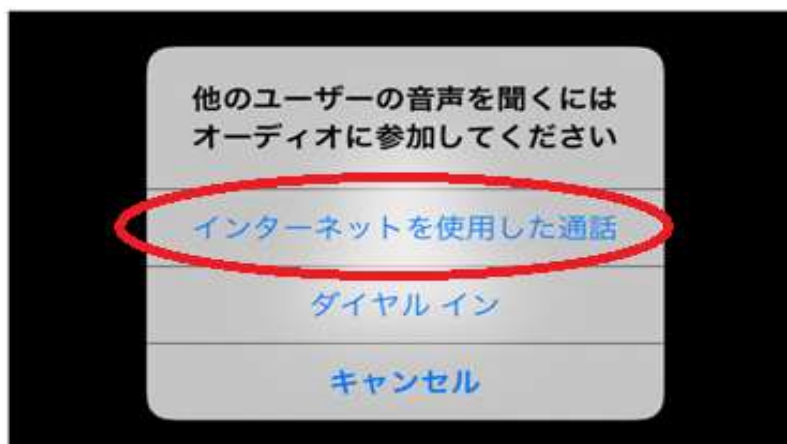 他のユーザーの音声を聞くには
オーディオに参加してください
インターネットを使用した通話
ダイヤル イン
キャンセル